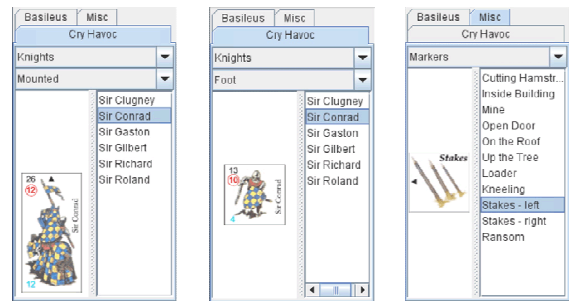 Basileus Misc
Cry Havoc
Knights
Mounted
Sir Clugney
Sir Conrad
Sir Gaston
Sir Gilbert
Sir Richard
Sir Roland
26
12
Sir Conrad
12
Basileus Misc
Cry Havoc
Knights
Foot
Sir Clugney
Sir Conrad
Sir Gaston
Sir Gilbert
Sir Richard
Sir Roland
13
10
Sir Conrad
4
Basileus Misc
Cry Havoc
Markers
Cutting Hamstr...
Inside Building
Mine
Open Door
On the Roof
Up the Tree
Loader
Kneeling
Stakes - left
Stakes - right
Ransom
Stakes